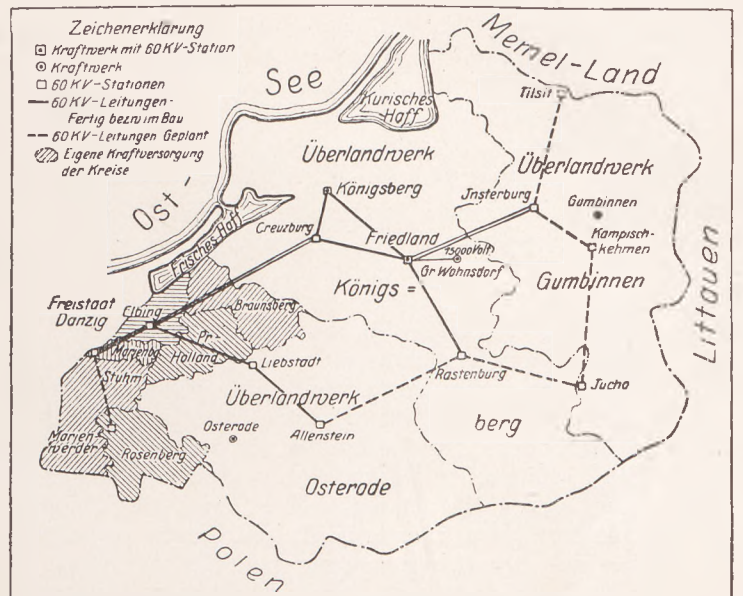 Zeichenerklärung
Kraftwerk mit 60 KV-Station
Kraftwerk
60 KV-Stationen
60 KV-Leitungen-
Fertig bezw im Bau
60 KV-Leitungen Geplant
Eigene Kraftversorgung
der Kreise
Memel-Land
See
Ost-
Kurisches
Haff
Tilsit
Überlandwerk
Überlandwerk
Königsberg
Jnsterburg
Gumbinnen
Creuzburg
Friedland
Kampisch-
kehmen
Frisches-Haff
15000 Volt
Gr Wohnsdorf
Königs=
Gumbinnen
Littauen
Freistaat
Danzig
Elbing
Braunsberg
Marienbg
Pr-
Holland
Liebstadt
Stuhm
Rastenburg
Jucha
Überlandwerk
Osterode
Allenstein
berg
Marien-
werder
Rosenberg
Osterode
Polen